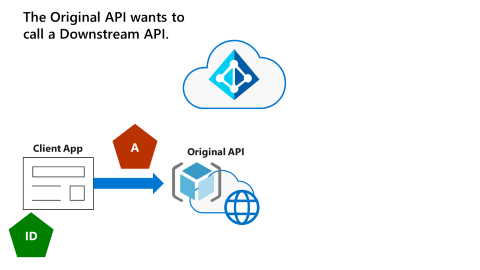 The Original API wants to
call a Downstream API.
Client App
A
Original API
ID